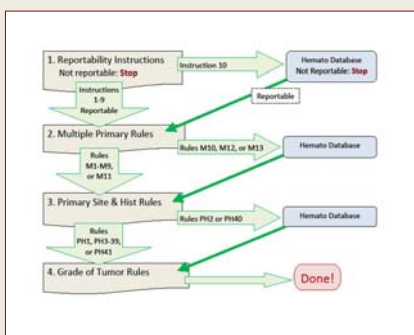 1. Reportability Instructions
Not reportable: Stop
Instruction 10
Hemato Database
Not Reportable: Stop
Instructions
1-9
Reportable
Reportable
2. Multiple Primary Rules
Rules M10, M12, or M13
Hemato Database
Rules
M1-M9,
or M11
3. Primary Site & Hist Rules
Rules PH2 or PH40
Hemato Database
Rules
PH1, PH3-39,
or PH41
4. Grade of Tumor Rules
Done!